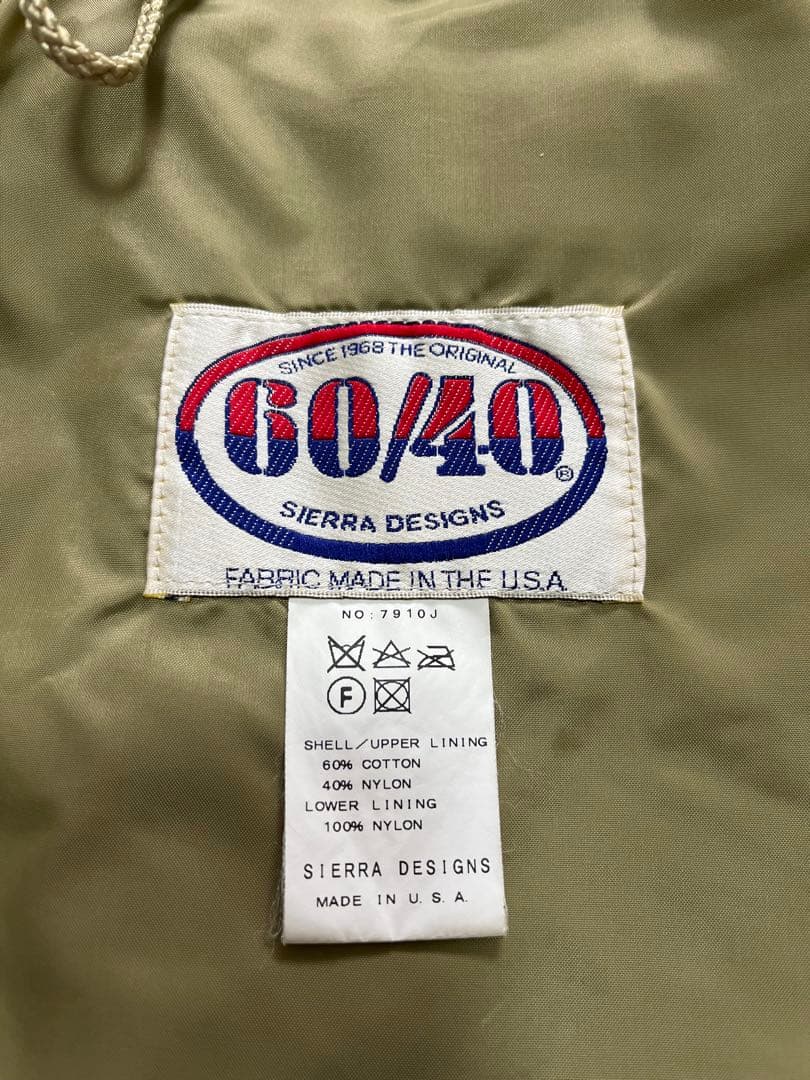 SINCE 1968 THE ORIGINAL
60/40®
SIERRA DESIGNS
FABRIC MADE IN THE U.S.A.
NO:7910J
F
SHELL/UPPER LINING
60% COTTON
40% NYLON
LOWER LINING
100% NYLON
SIERRA DESIGNS
MADE IN U. S. A.